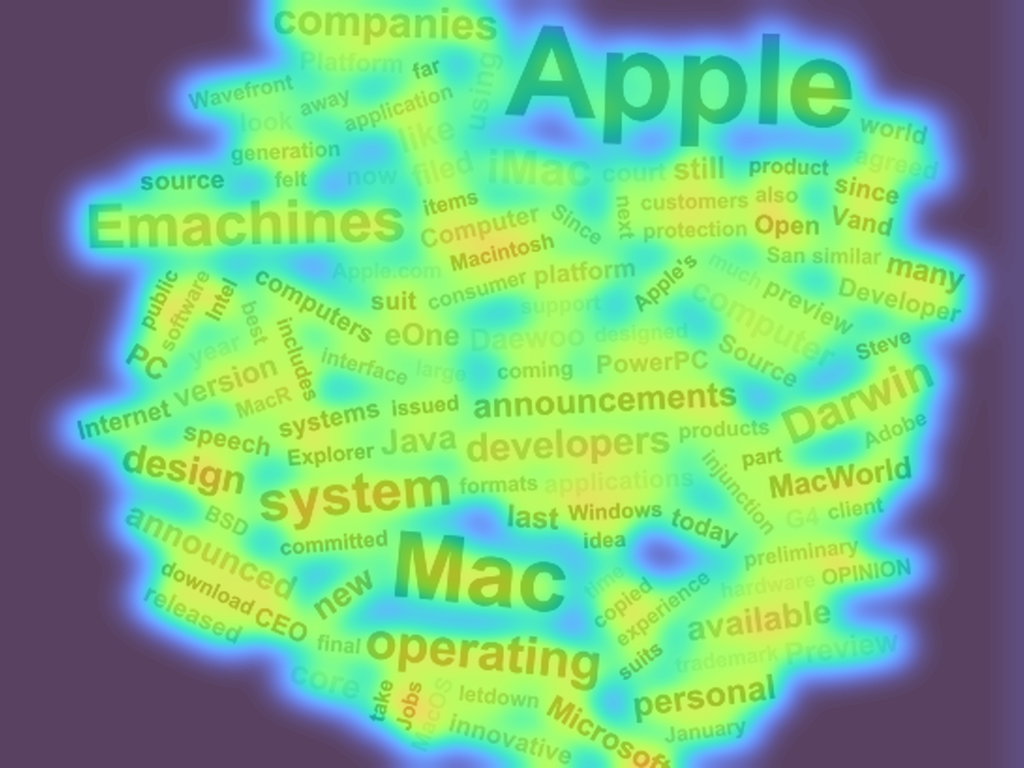 companies
Apple
Platform
far
using
Wavefront
away
application
look
like
world
generation
agreed
source
felt
now
filed
iMac
court
still
product
since
Emachines
items
Computer
Since
next
customers
also
Macintosh
protection
Open
Vand
San
similar
many
public
software
Intel
Apple.com
computers
suit
consumer
platform
Apple's
much
preview
Developer
best
support
computer
PC
year
includes
eOne
Daewoo
designed
Source
Steve
interface
large
coming
PowerPC
Internet
version
MacR
systems
issued
announcements
Darwin
speech
Explorer
Java
developers
products
Adobe
design
part
injunction
system
formats
applications
MacWorld
announced
BSD
last
Windows
today
G4
client
committed
idea
Mac
preliminary
download
new
time
copied
experience
hardware
OPINION
released
CEO
final
operating
available
suits
trademark
Preview
core
take
Jobs
MacOS
letdown
personal
innovative
Microsoft
January